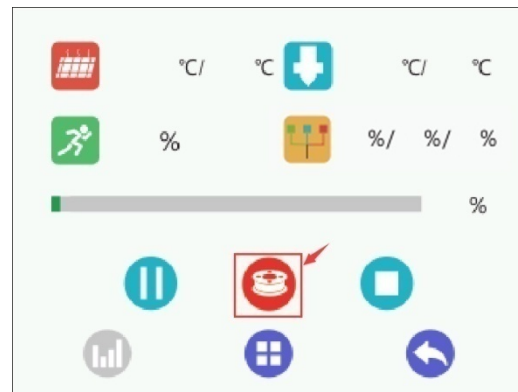 ℃/ ℃ ℃/ ℃
% %/ %/ %
%